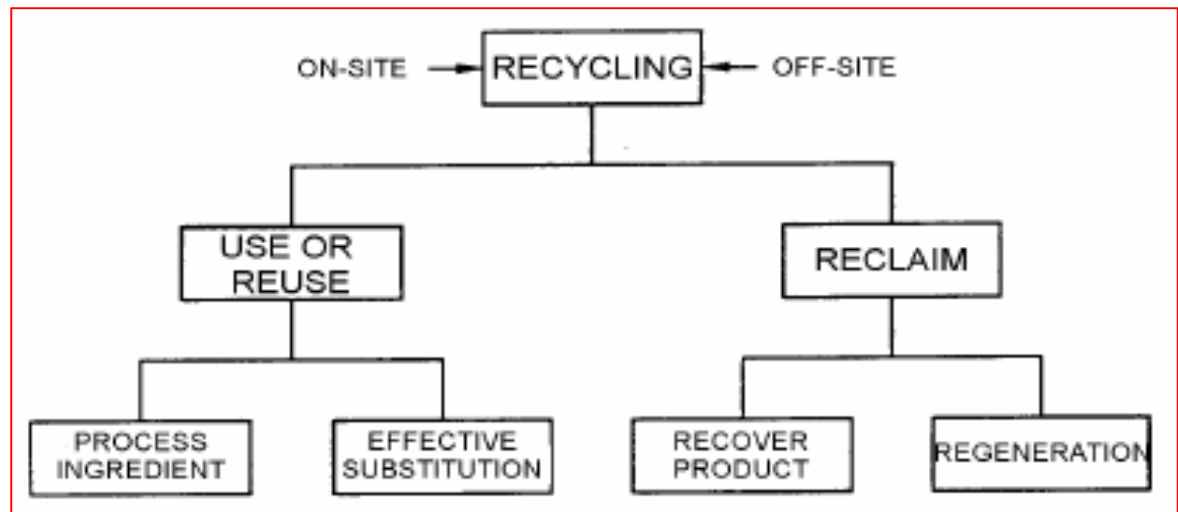 ON-SITE RECYCLING OFF-SITE
USE OR
REUSE
RECLAIM
PROCESS
INGREDIENT
EFFECTIVE
SUBSTITUTION
RECOVER
PRODUCT
REGENERATION